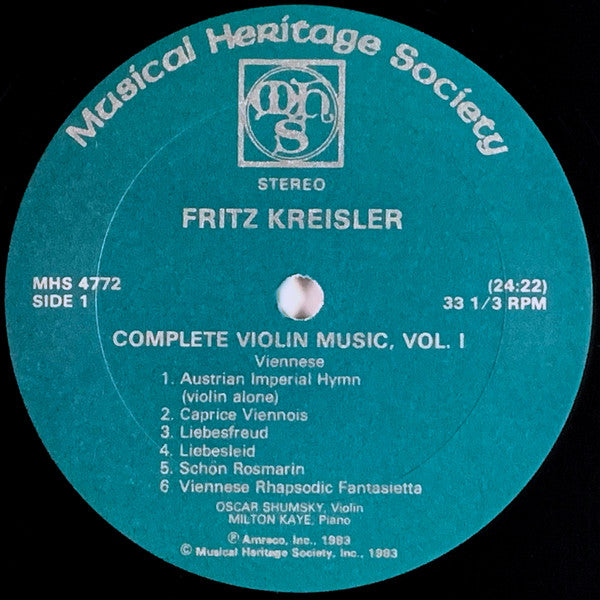 Musical Heritage Society
mhs
STEREO
FRITZ KREISLER
MHS 4772
SIDE 1
(24:22)
33 1/3 RPM
COMPLETE VIOLIN MUSIC, VOL. I
Viennese
1. Austrian Imperial Hymn
(violin alone)
2. Caprice Viennois
3. Liebesfreud
4. Liebesleid
5. Schön Rosmarin
6 Viennese Rhapsodic Fantasietta
OSCAR SHUMSKY, Violin
MILTON KAYE, Piano
℗ Amreco, Inc., 1983
© Musical Heritage Society, Inc., 1983